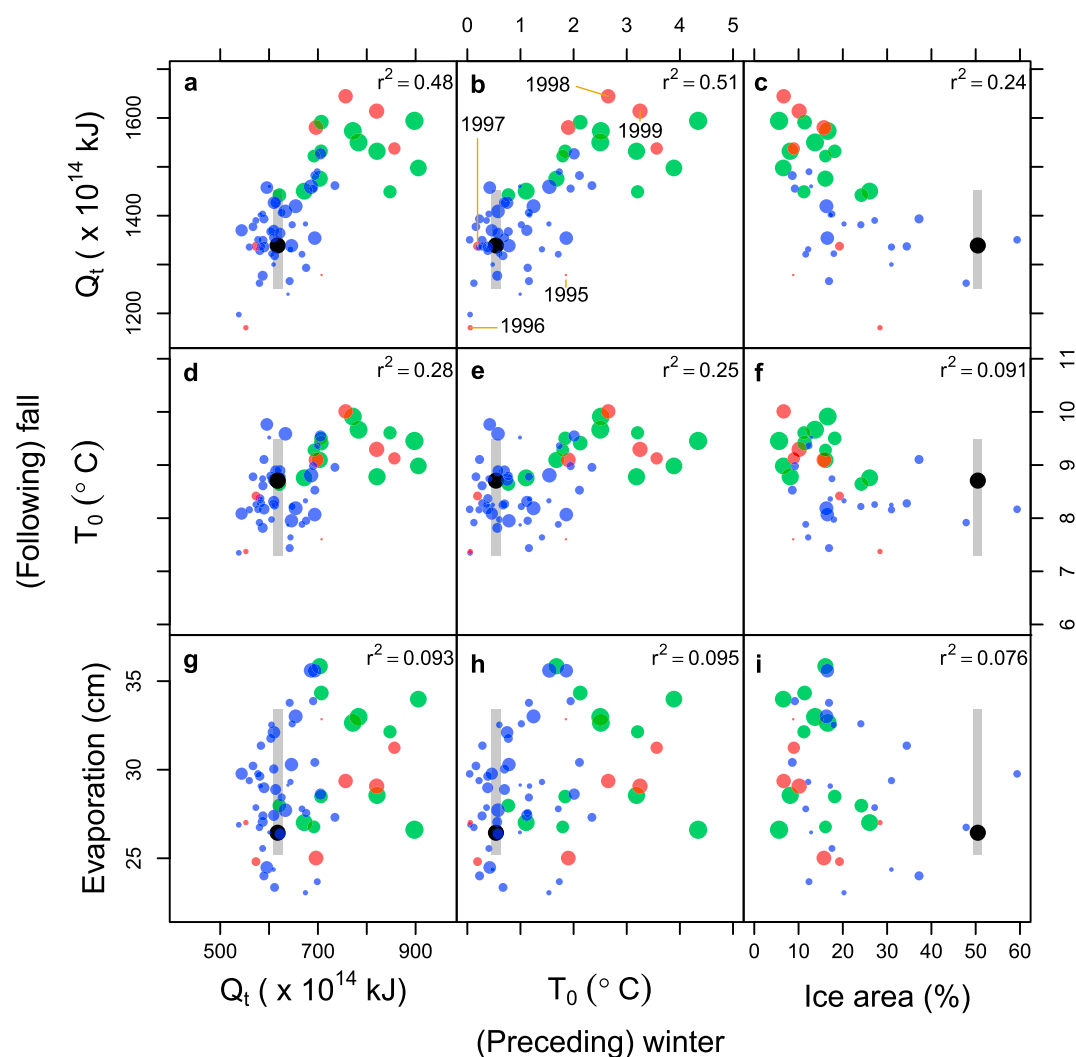 0 1 2 3 4 5
a r² = 0.48
b r² = 0.51
c r² = 0.24
1998
1999
1997
1995
1996
Qt ( x 10¹⁴ kJ)
1600
1400
1200
d r² = 0.28
e r² = 0.25
f r² = 0.091
(Following) fall
T₀ (° C)
11
10
9
8
7
6
g r² = 0.093
h r² = 0.095
i r² = 0.076
Evaporation (cm)
35
30
25
500 700 900
0 10 20 30 40 50 60
Qt ( x 10¹⁴ kJ)
T₀ (° C)
Ice area (%)
(Preceding) winter